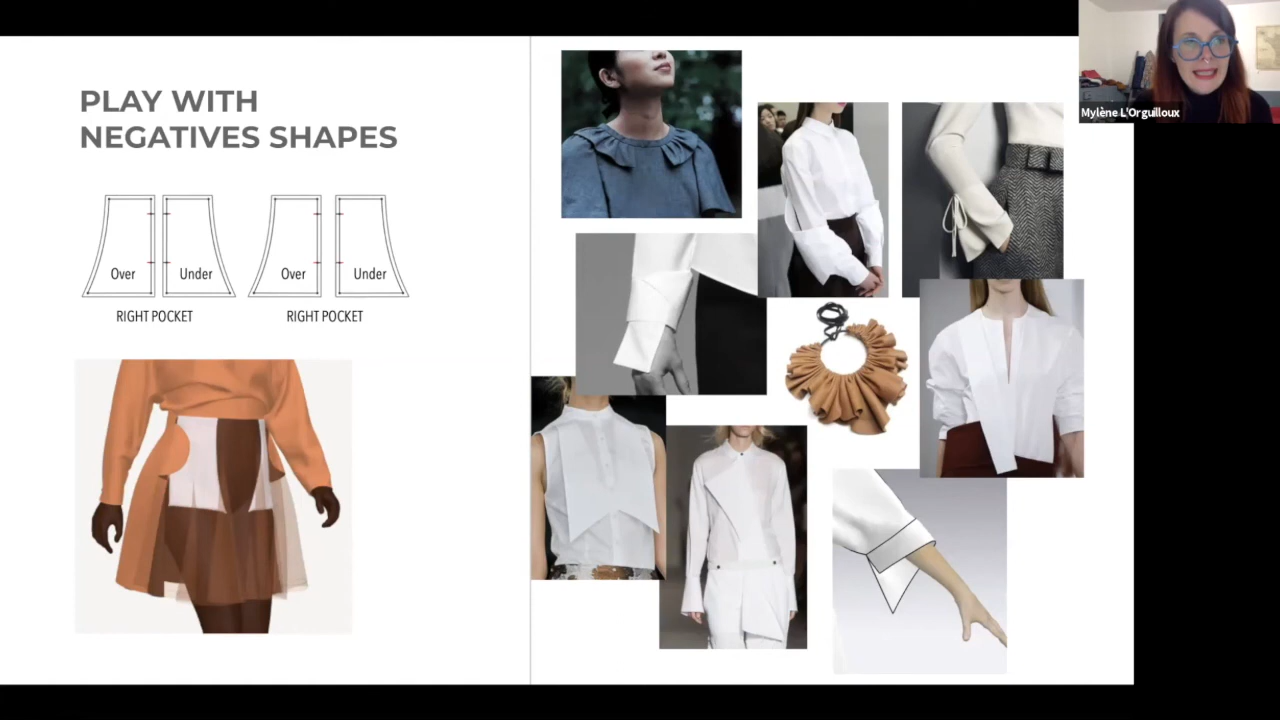 PLAY WITH
NEGATIVES SHAPES
Over
Under
Over
Under
RIGHT POCKET
RIGHT POCKET
Mylène L'Orguilloux